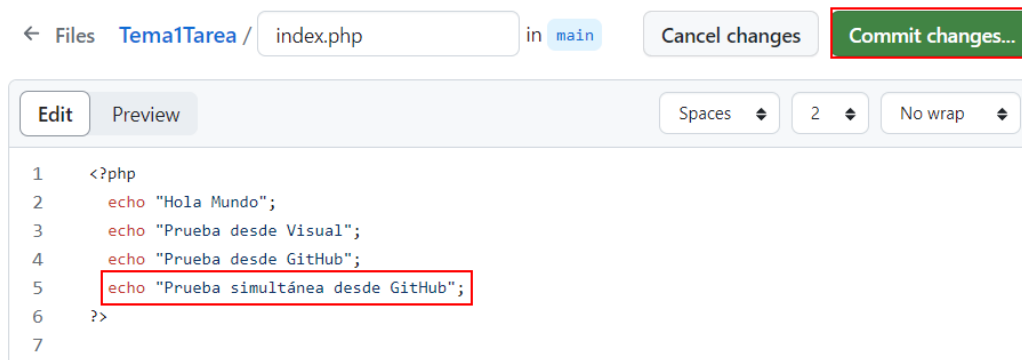 ← Files Tema1Tarea / index.php in main Cancel changes Commit changes...
Edit Preview Spaces 2 No wrap
1 <?php
2 echo "Hola Mundo";
3 echo "Prueba desde Visual";
4 echo "Prueba desde GitHub";
5 echo "Prueba simultánea desde GitHub";
6 ?>
7